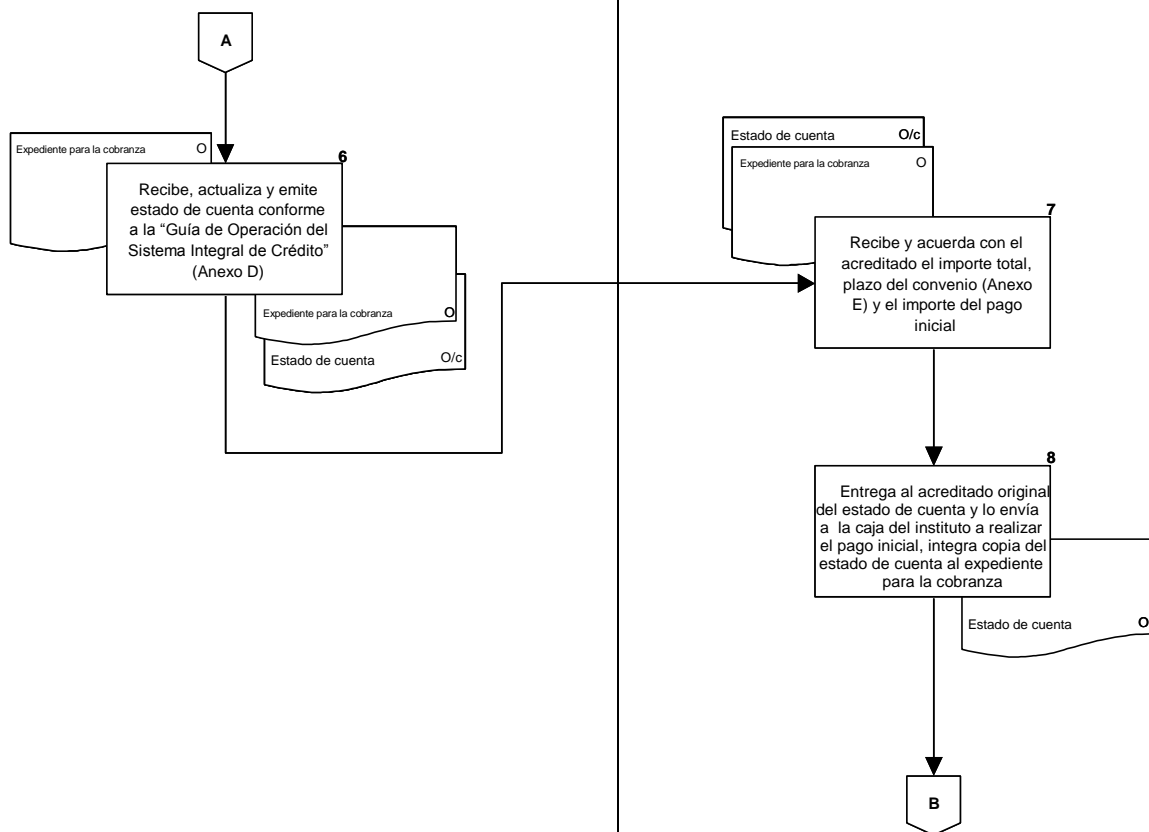 A
Expediente para la cobranza O
6
Recibe, actualiza y emite
estado de cuenta conforme
a la “Guía de Operación del
Sistema Integral de Crédito”
(Anexo D)
Expediente para la cobranza O
Estado de cuenta O/c
Estado de cuenta O/c
Expediente para la cobranza O
7
Recibe y acuerda con el
acreditado el importe total,
plazo del convenio (Anexo
E) y el importe del pago
inicial
8
Entrega al acreditado original
del estado de cuenta y lo envía
a la caja del instituto a realizar
el pago inicial, integra copia del
estado de cuenta al expediente
para la cobranza
Estado de cuenta O
B